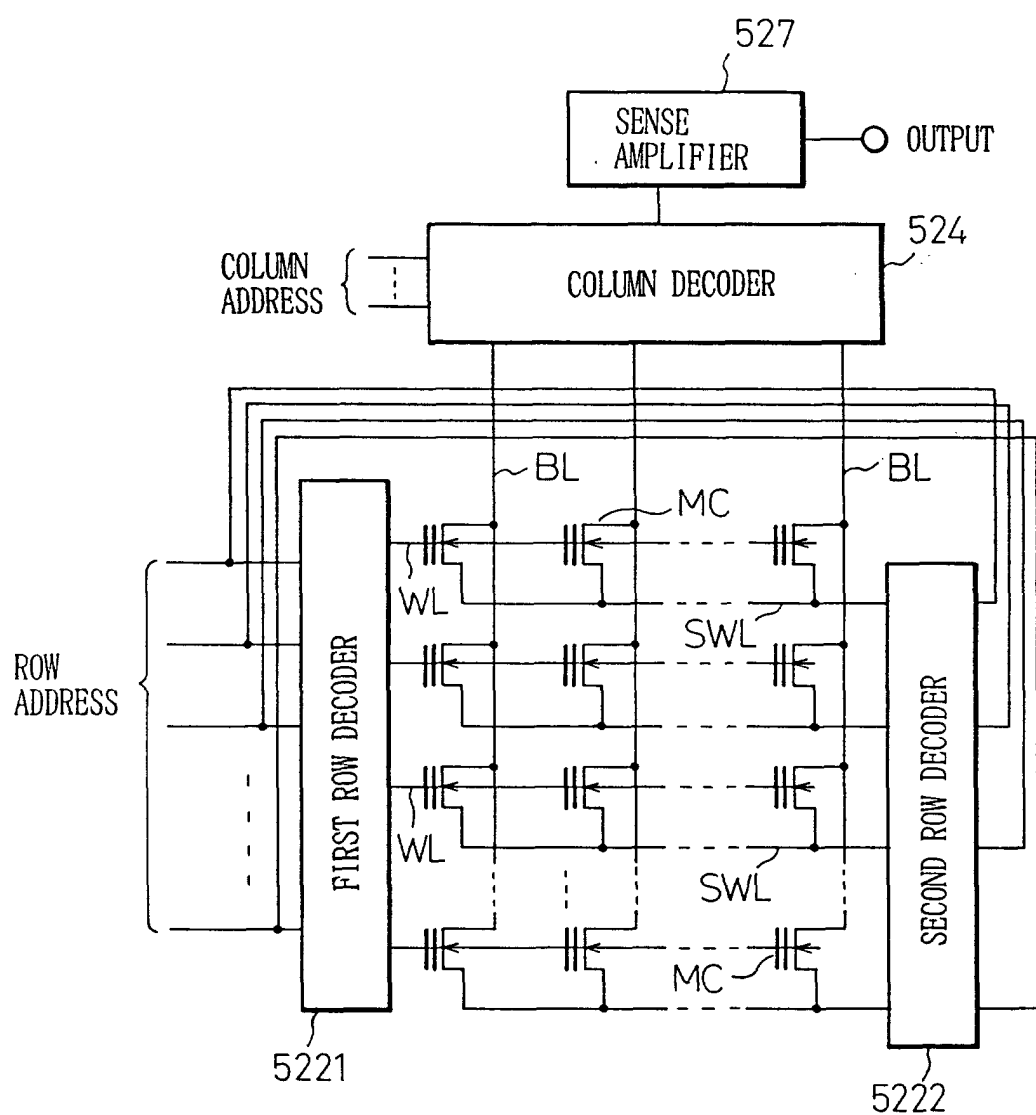 527
SENSE
AMPLIFIER
OUTPUT
524
COLUMN
ADDRESS
COLUMN DECODER
BL
BL
MC
WL
SWL
ROW
ADDRESS
FIRST ROW DECODER
SECOND ROW DECODER
WL
SWL
MC
5221
5222